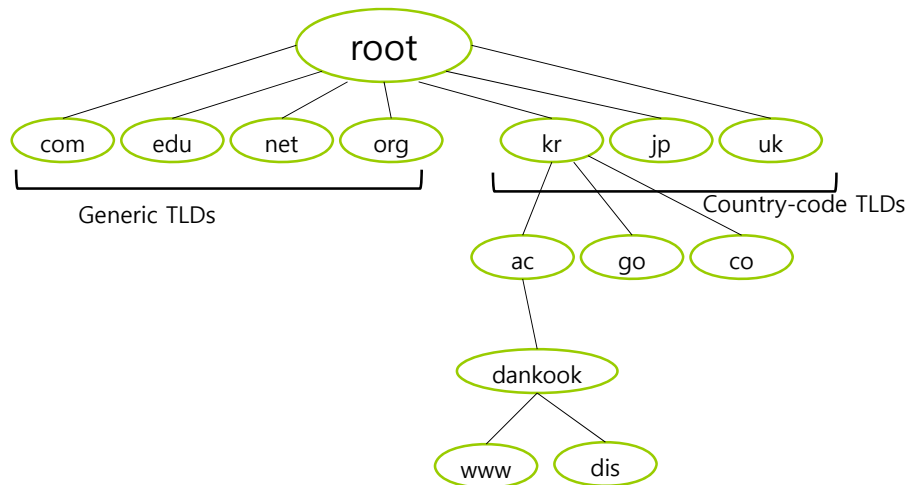 root
com edu net org kr jp uk
Generic TLDs
Country-code TLDs
ac go co
dankook
www dis